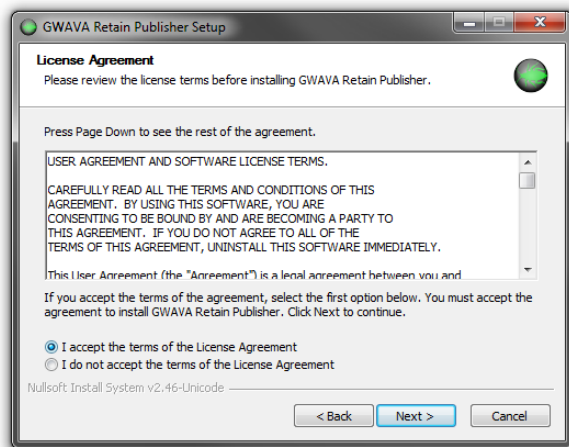 GWAVA Retain Publisher Setup
License Agreement
Please review the license terms before installing GWAVA Retain Publisher.
Press Page Down to see the rest of the agreement.
USER AGREEMENT AND SOFTWARE LICENSE TERMS.
CAREFULLY READ ALL THE TERMS AND CONDITIONS OF THIS
AGREEMENT.  BY USING THIS SOFTWARE, YOU ARE
CONSENTING TO BE BOUND BY AND ARE BECOMING A PARTY TO
THIS AGREEMENT.  IF YOU DO NOT AGREE TO ALL OF THE
TERMS OF THIS AGREEMENT, UNINSTALL THIS SOFTWARE IMMEDIATELY.
This User Agreement (the "Agreement") is a legal agreement between you and
If you accept the terms of the agreement, select the first option below. You must accept the
agreement to install GWAVA Retain Publisher. Click Next to continue.
I accept the terms of the License Agreement
I do not accept the terms of the License Agreement
Nullsoft Install System v2.46-Unicode
< Back Next > Cancel